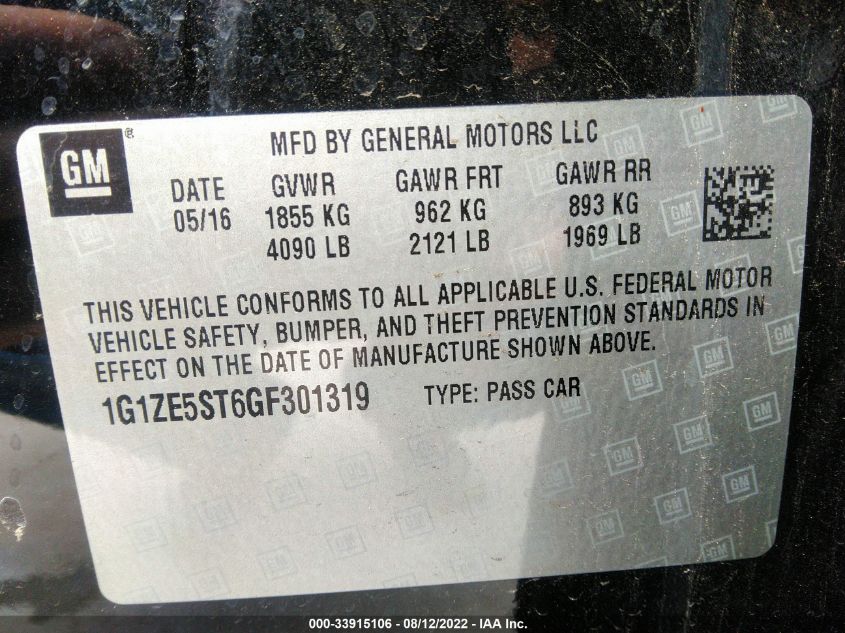 GM ®
MFD BY GENERAL MOTORS LLC
DATE GVWR GAWR FRT GAWR RR
05/16 1855 KG 962 KG 893 KG
4090 LB 2121 LB 1969 LB
THIS VEHICLE CONFORMS TO ALL APPLICABLE U.S. FEDERAL MOTOR
VEHICLE SAFETY, BUMPER, AND THEFT PREVENTION STANDARDS IN
EFFECT ON THE DATE OF MANUFACTURE SHOWN ABOVE.
1G1ZE5ST6GF301319 TYPE: PASS CAR
000-33915106 - 08/12/2022 - IAA Inc.